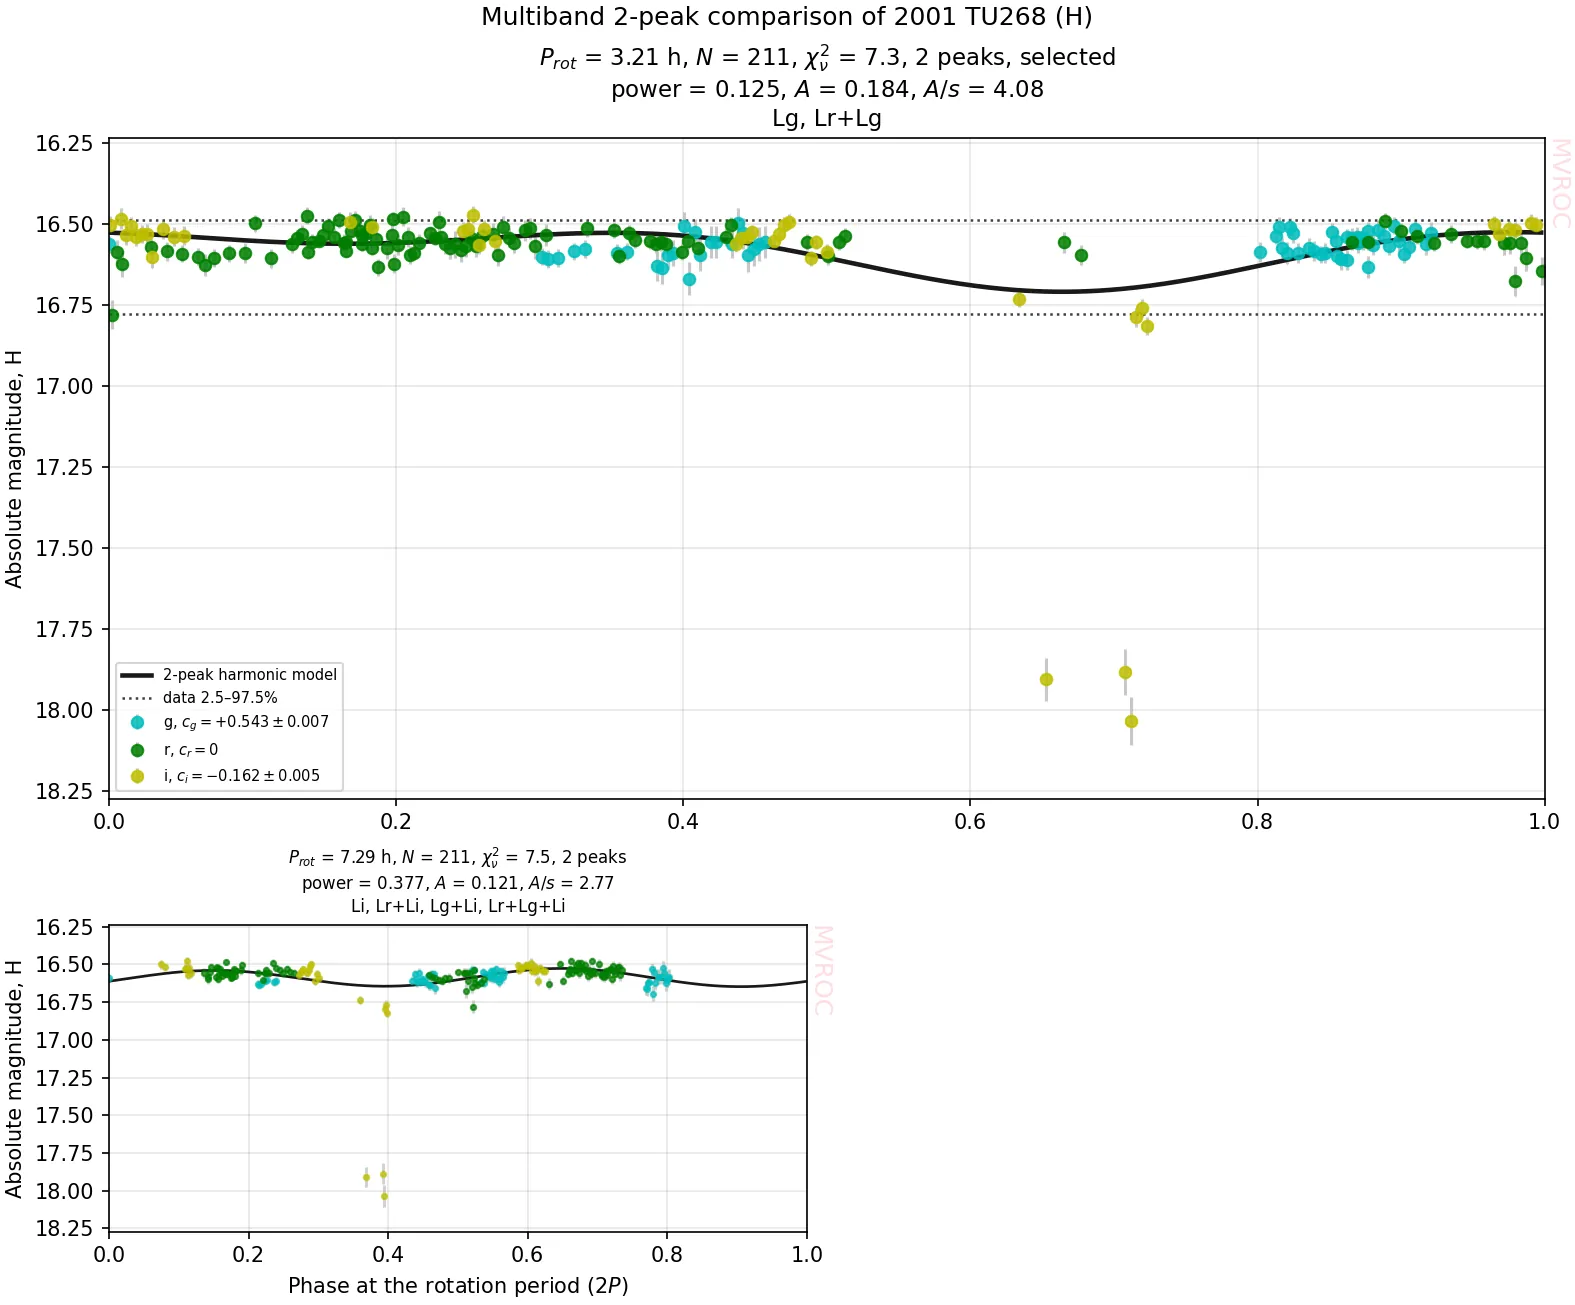 Multiband 2-peak comparison of 2001 TU268 (H)
P_rot = 3.21 h, N = 211, χ²_ν = 7.3, 2 peaks, selected
power = 0.125, A = 0.184, A/s = 4.08
Lg, Lr+Lg
16.25
16.50
16.75
17.00
17.25
17.50
17.75
18.00
18.25
Absolute magnitude, H
MVROC
2-peak harmonic model
data 2.5–97.5%
g, c_g = +0.543 ± 0.007
r, c_r = 0
i, c_i = −0.162 ± 0.005
0.0 0.2 0.4 0.6 0.8 1.0
P_rot = 7.29 h, N = 211, χ²_ν = 7.5, 2 peaks
power = 0.377, A = 0.121, A/s = 2.77
Li, Lr+Li, Lg+Li, Lr+Lg+Li
16.25
16.50
16.75
17.00
17.25
17.50
17.75
18.00
18.25
Absolute magnitude, H
MVROC
0.0 0.2 0.4 0.6 0.8 1.0
Phase at the rotation period (2P)